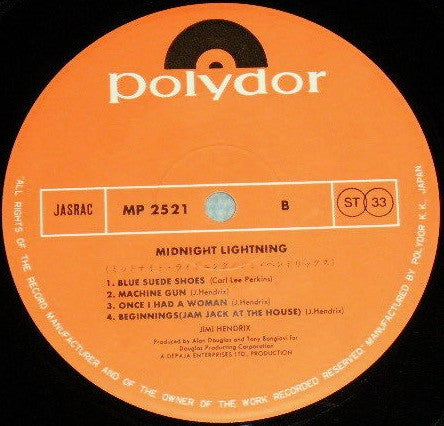 polydor
JASRAC
MP 2521
B
ST 33
MIDNIGHT LIGHTNING
1. BLUE SUEDE SHOES (Carl Lee Perkins)
2. MACHINE GUN (J.Hendrix)
3. ONCE I HAD A WOMAN (J.Hendrix)
4. BEGINNINGS(JAM JACK AT THE HOUSE) (J.Hendrix)
JIMI HENDRIX
Produced by Alan Douglas and Tony Bongiovi for
Douglas Producting Corporation
A DEPAJA ENTERPRISES LTD., PRODUCTION
ALL RIGHTS OF THE RECORD MANUFACTURER AND OF THE OWNER OF THE WORK RECORDED RESERVED MANUFACTURED BY POLYDOR K.K. JAPAN